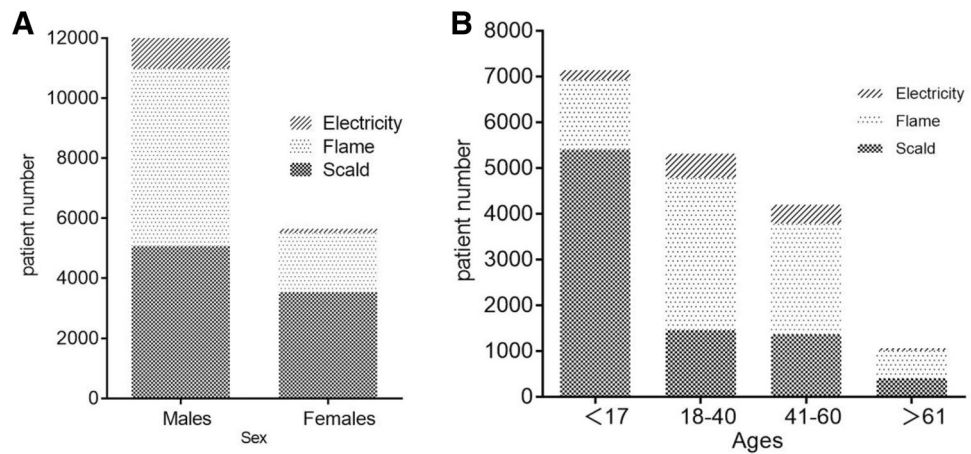 A
12000
10000
8000
6000
4000
2000
0
patient number
Electricity
Flame
Scald
Males Females
Sex
B
8000
7000
6000
5000
4000
3000
2000
1000
0
patient number
Electricity
Flame
Scald
<17 18-40 41-60 >61
Ages